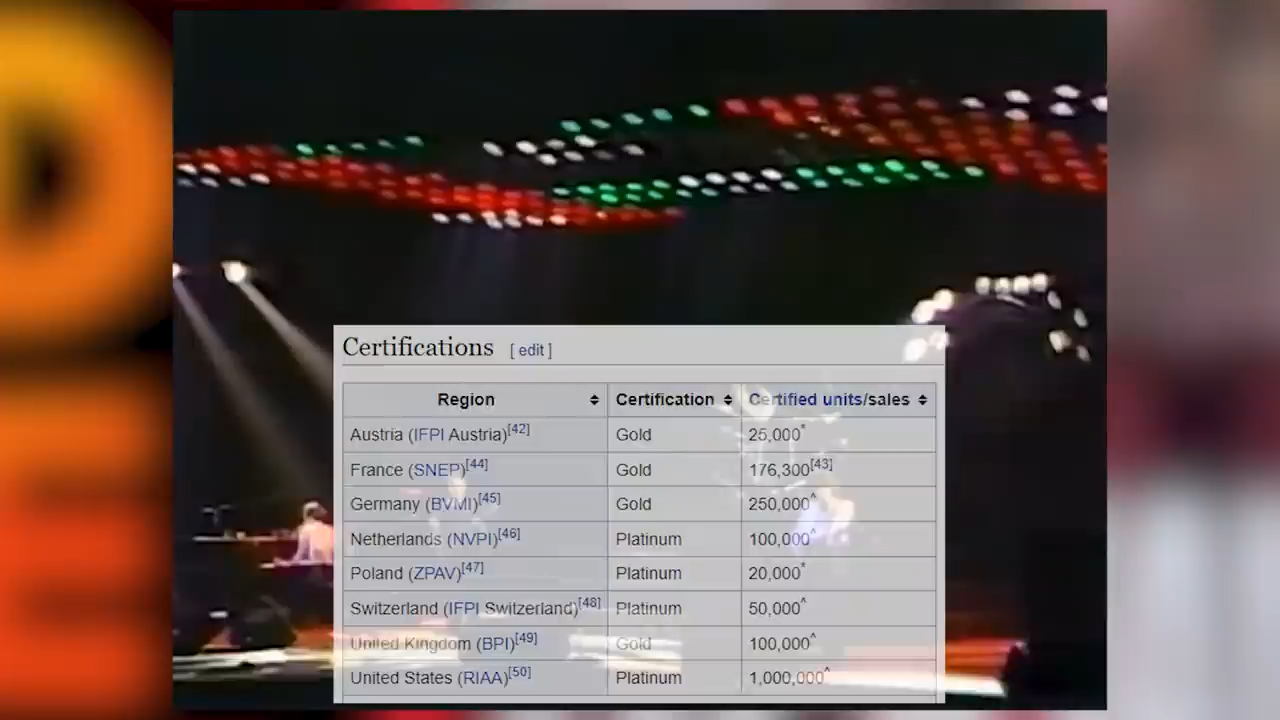 Certifications [ edit ]
Region Certification Certified units/sales
Austria (IFPI Austria)[42] Gold 25,000*
France (SNEP)[44] Gold 176,300[43]
Germany (BVMI)[45] Gold 250,000^
Netherlands (NVPI)[46] Platinum 100,000^
Poland (ZPAV)[47] Platinum 20,000*
Switzerland (IFPI Switzerland)[48] Platinum 50,000^
United Kingdom (BPI)[49] Gold 100,000^
United States (RIAA)[50] Platinum 1,000,000^